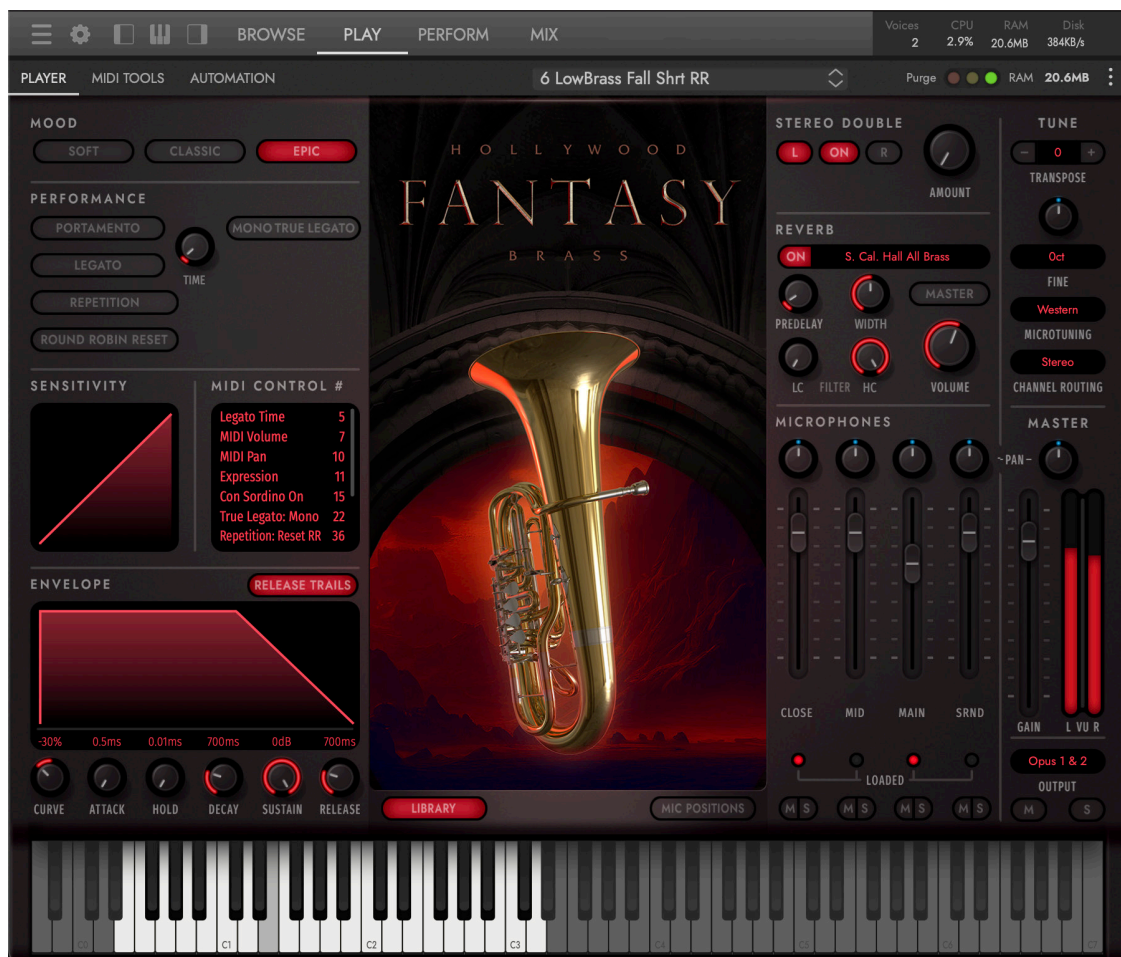 BROWSE PLAY PERFORM MIX
Voices CPU RAM Disk
2 2.9% 20.6MB 384KB/s
PLAYER MIDI TOOLS AUTOMATION
6 LowBrass Fall Shrt RR
Purge RAM 20.6MB
MOOD
SOFT CLASSIC EPIC
PERFORMANCE
PORTAMENTO
MONO TRUE LEGATO
LEGATO
TIME
REPETITION
ROUND ROBIN RESET
SENSITIVITY
MIDI CONTROL #
Legato Time 5
MIDI Volume 7
MIDI Pan 10
Expression 11
Con Sordino On 15
True Legato: Mono 22
Repetition: Reset RR 36
ENVELOPE
RELEASE TRAILS
-30% 0.5ms 0.01ms 700ms 0dB 700ms
CURVE ATTACK HOLD DECAY SUSTAIN RELEASE
HOLLYWOOD
FANTASY
BRASS
LIBRARY
MIC POSITIONS
STEREO DOUBLE
L ON R
AMOUNT
REVERB
ON S. Cal. Hall All Brass
PREDELAY WIDTH
MASTER
LC FILTER HC VOLUME
MICROPHONES
~PAN-
CLOSE MID MAIN SRND
LOADED
M S M S M S M S
TUNE
- 0 +
TRANSPOSE
0ct
FINE
Western
MICROTUNING
Stereo
CHANNEL ROUTING
MASTER
GAIN L VU R
Opus 1 & 2
OUTPUT
M S
C0 C1 C2 C3 C4 C5 C6 C7